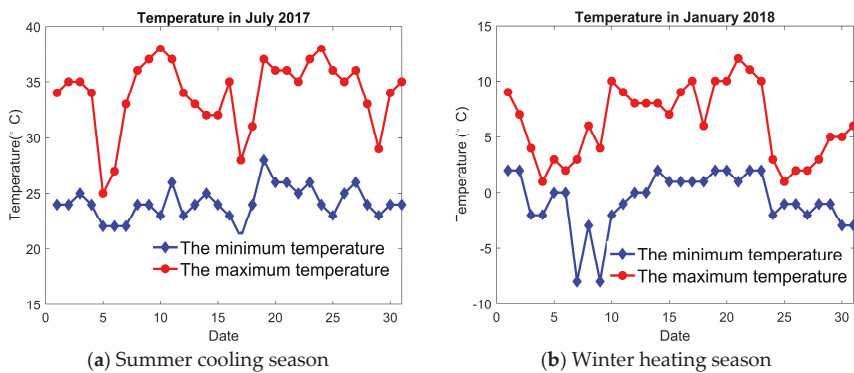 Temperature in July 2017
40
35
30
25
20
15
Temperature(° C)
The minimum temperature
The maximum temperature
0 5 10 15 20 25 30
Date
(a) Summer cooling season
Temperature in January 2018
15
10
5
0
-5
-10
Temperature (° C)
The minimum temperature
The maximum temperature
0 5 10 15 20 25 30
Date
(b) Winter heating season